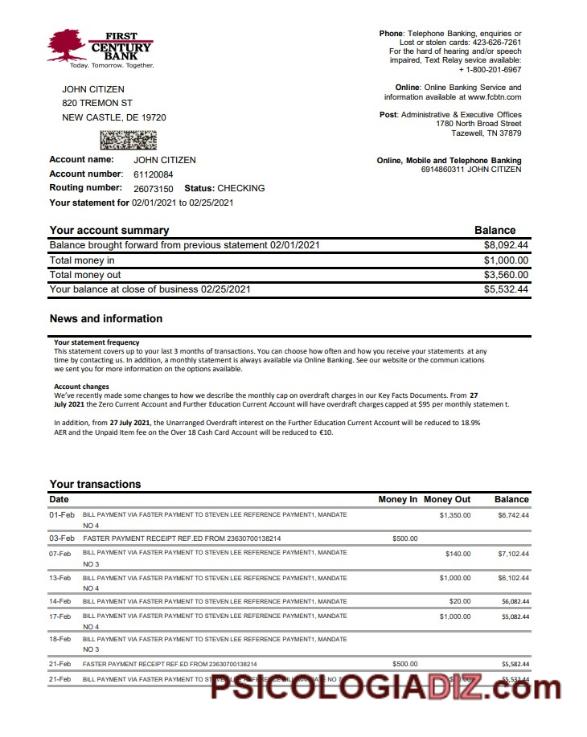 FIRST
CENTURY
BANK
Today. Tomorrow. Together.
Phone: Telephone Banking, enquiries or
Lost or stolen cards: 423-626-7261
For the hard of hearing and/or speech
impaired, Text Relay sevice available:
+ 1-800-201-6967
Online: Online Banking Service and
information available at www.fcbtn.com
Post: Administrative & Executive Offices
1780 North Broad Street
Tazewell, TN 37879
Online, Mobile and Telephone Banking
6914860311 JOHN CITIZEN
JOHN CITIZEN
820 TREMON ST
NEW CASTLE, DE 19720
Account name: JOHN CITIZEN
Account number: 61120084
Routing number: 26073150 Status: CHECKING
Your statement for 02/01/2021 to 02/25/2021
Your account summary Balance
Balance brought forward from previous statement 02/01/2021 $8,092.44
Total money in $1,000.00
Total money out $3,560.00
Your balance at close of business 02/25/2021 $5,532.44
News and information
Your statement frequency
This statement covers up to your last 3 months of transactions. You can choose how often and how you receive your statements at any
time by contacting us. In addition, a monthly statement is always available via Online Banking. See our website or the commun ications
we sent you for more information on the options available.
Account changes
We've recently made some changes to how we describe the monthly cap on overdraft charges in our Key Facts Documents. From 27
July 2021 the Zero Current Account and Further Education Current Account will have overdraft charges capped at $95 per monthly statemen t.
In addition, from 27 July 2021, the Unarranged Overdraft interest on the Further Education Current Account will be reduced to 18.9%
AER and the Unpaid Item fee on the Over 18 Cash Card Account will be reduced to €10.
Your transactions
Date Money In Money Out Balance
01-Feb BILL PAYMENT VIA FASTER PAYMENT TO STEVEN LEE REFERENCE PAYMENT1, MANDATE $1,350.00 $6,742.44
NO 4
03-Feb FASTER PAYMENT RECEIPT REF.ED FROM 23630700138214 $500.00
07-Feb BILL PAYMENT VIA FASTER PAYMENT TO STEVEN LEE REFERENCE PAYMENT1, MANDATE $140.00 $7,102.44
NO 3
13-Feb BILL PAYMENT VIA FASTER PAYMENT TO STEVEN LEE REFERENCE PAYMENT1, MANDATE $1,000.00 $6,102.44
NO 4
14-Feb BILL PAYMENT VIA FASTER PAYMENT TO STEVEN LEE REFERENCE PAYMENT1, MANDATE $20.00 $6,082.44
17-Feb BILL PAYMENT VIA FASTER PAYMENT TO STEVEN LEE REFERENCE PAYMENT1, MANDATE $1,000.00 $5,082.44
NO 4
18-Feb BILL PAYMENT VIA FASTER PAYMENT TO STEVEN LEE REFERENCE PAYMENT1, MANDATE
NO 3
21-Feb FASTER PAYMENT RECEIPT REF.ED FROM 23630700138214 $500.00 $5,582.44
21-Feb BILL PAYMENT VIA FASTER PAYMENT TO
PSICOLOGIADIZ.com